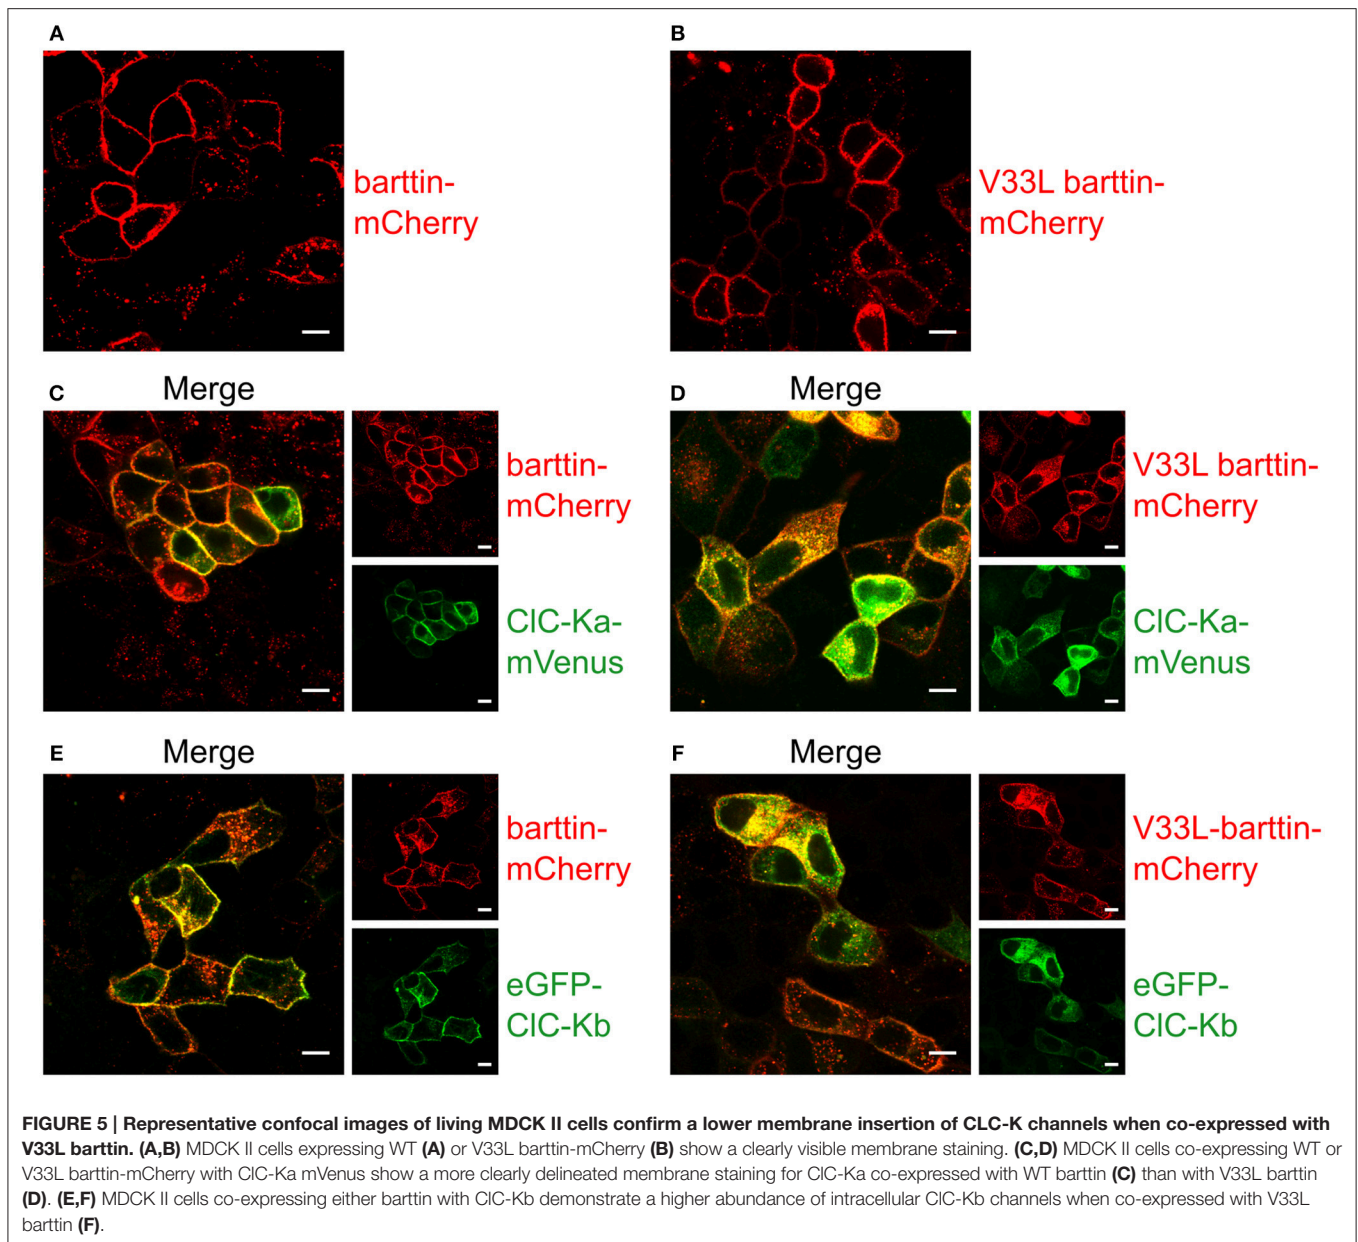 A
barttin-
mCherry
B
V33L barttin-
mCherry
C
Merge
barttin-
mCherry
ClC-Ka-
mVenus
D
Merge
V33L barttin-
mCherry
ClC-Ka-
mVenus
E
Merge
barttin-
mCherry
eGFP-
ClC-Kb
F
Merge
V33L-barttin-
mCherry
eGFP-
ClC-Kb
FIGURE 5 | Representative confocal images of living MDCK II cells confirm a lower membrane insertion of CLC-K channels when co-expressed with
V33L barttin. (A,B) MDCK II cells expressing WT (A) or V33L barttin-mCherry (B) show a clearly visible membrane staining. (C,D) MDCK II cells co-expressing WT or
V33L barttin-mCherry with ClC-Ka mVenus show a more clearly delineated membrane staining for ClC-Ka co-expressed with WT barttin (C) than with V33L barttin
(D). (E,F) MDCK II cells co-expressing either barttin with ClC-Kb demonstrate a higher abundance of intracellular ClC-Kb channels when co-expressed with V33L
barttin (F).